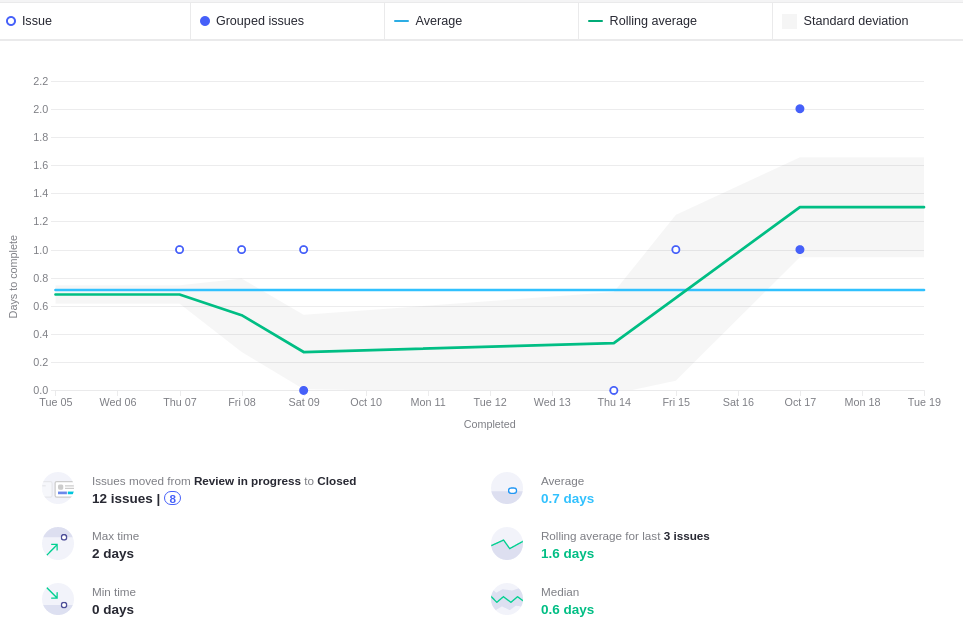 Issue
Grouped issues
Average
Rolling average
Standard deviation
2.2
2.0
1.8
1.6
1.4
1.2
1.0
0.8
0.6
0.4
0.2
0.0
Days to complete
Tue 05
Wed 06
Thu 07
Fri 08
Sat 09
Oct 10
Mon 11
Tue 12
Wed 13
Thu 14
Fri 15
Sat 16
Oct 17
Mon 18
Tue 19
Completed
Issues moved from Review in progress to Closed
12 issues | 8
Average
0.7 days
Max time
2 days
Rolling average for last 3 issues
1.6 days
Min time
0 days
Median
0.6 days